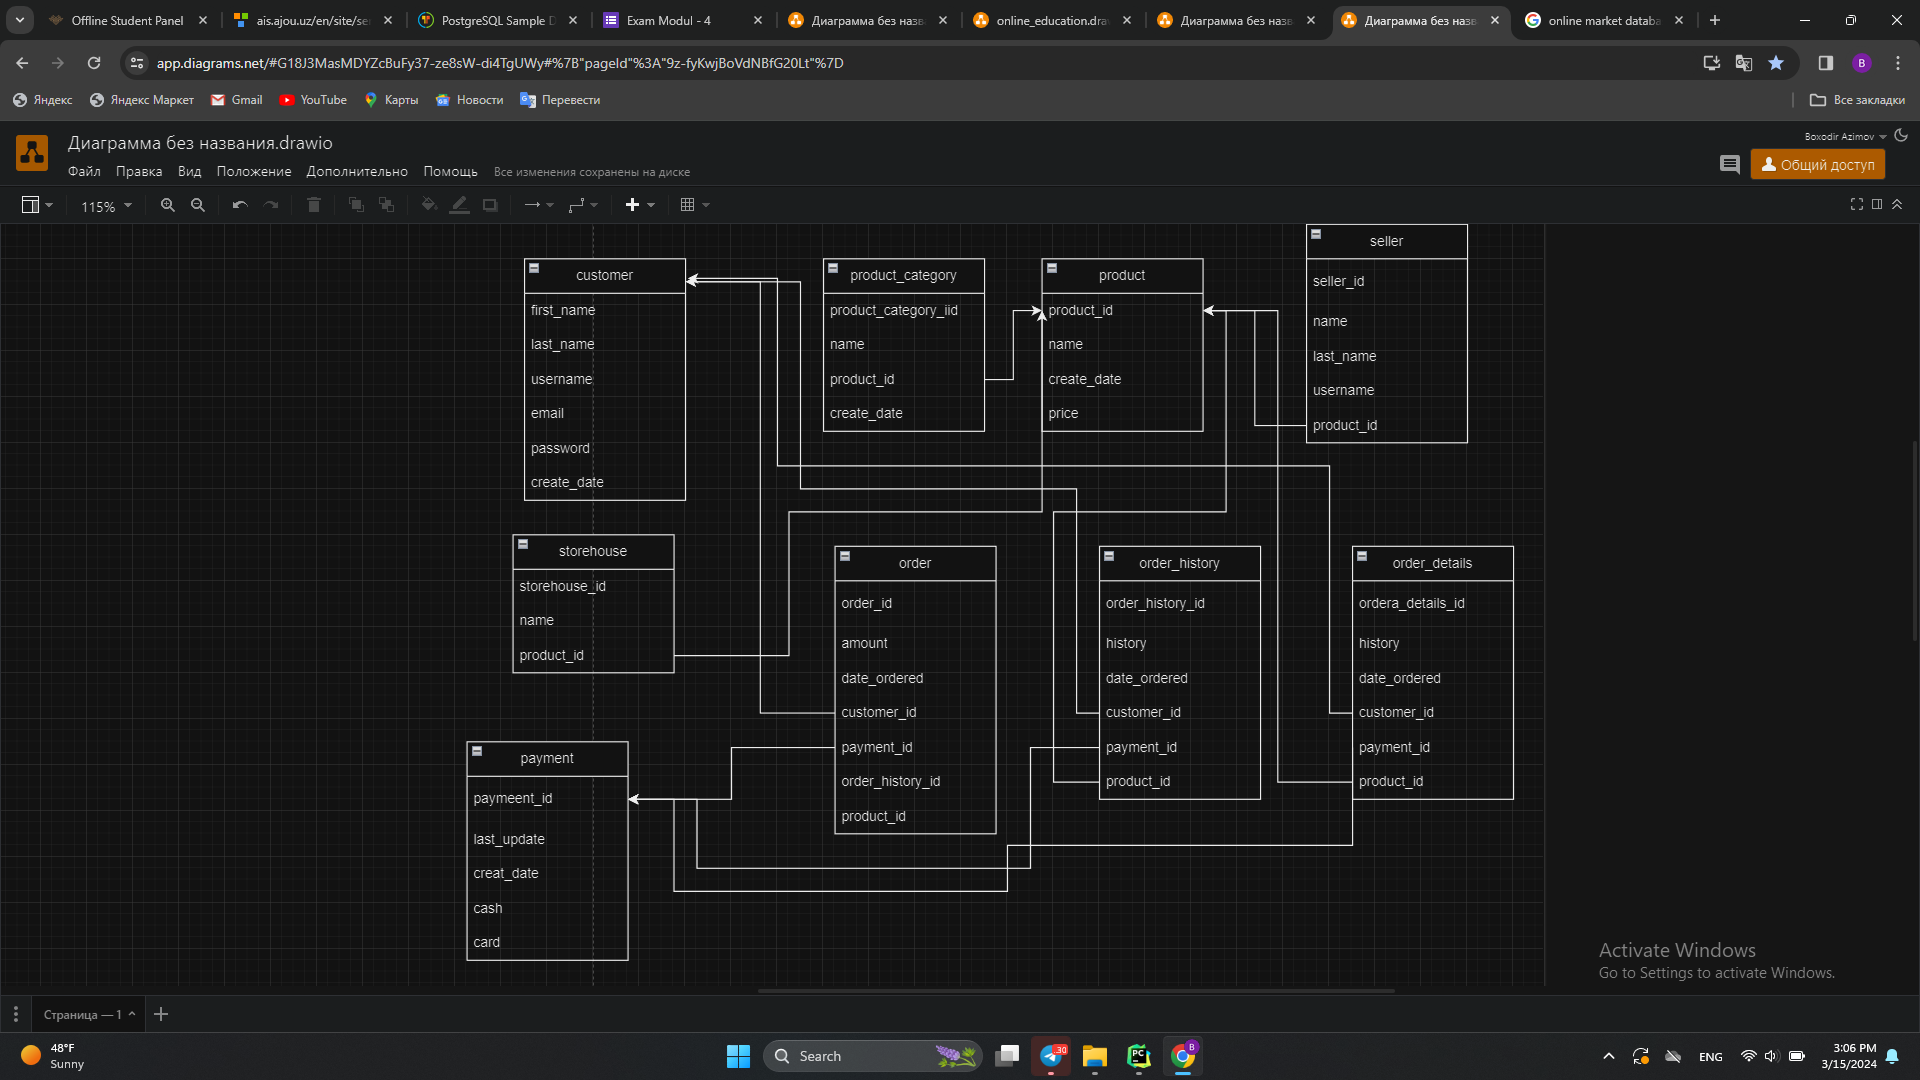 Offline Student Panel
ais.ajou.uz/en/site/se
PostgreSQL Sample D
Exam Modul - 4
Диаграмма без назв
online_education.dra
Диаграмма без назв
Диаграмма без назв
online market databa
app.diagrams.net/#G18J3MasMDYZcBuFy37-ze8sW-di4TgUWy#%7B"pageId"%3A"9z-fyKwjBoVdNBfG20Lt"%7D
B
Яндекс
Яндекс Маркет
Gmail
YouTube
Карты
Новости
Перевести
Все закладки
Диаграмма без названия.drawio
Boxodir Azimov
Файл Правка Вид Положение Дополнительно Помощь
Все изменения сохранены на диске
Общий доступ
115%
customer
first_name
last_name
username
email
password
create_date
product_category
product_category_iid
name
product_id
create_date
product
product_id
name
create_date
price
seller
seller_id
name
last_name
username
product_id
storehouse
storehouse_id
name
product_id
order
order_id
amount
date_ordered
customer_id
payment_id
order_history_id
product_id
order_history
order_history_id
history
date_ordered
customer_id
payment_id
product_id
order_details
ordera_details_id
history
date_ordered
customer_id
payment_id
product_id
payment
paymeent_id
last_update
creat_date
cash
card
Activate Windows
Go to Settings to activate Windows.
Страница — 1
48°F
Sunny
Search
30
PC
B
ENG
3:06 PM
3/15/2024